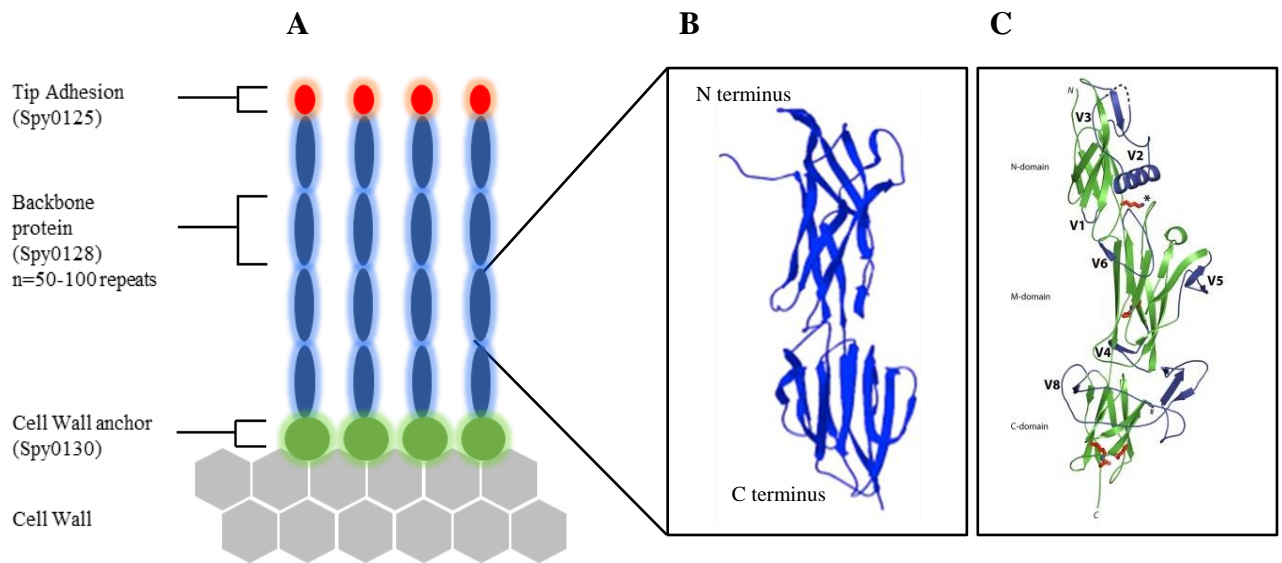 A
B
C
Tip Adhesion
(Spy0125)
Backbone
protein
(Spy0128)
n=50-100 repeats
Cell Wall anchor
(Spy0130)
Cell Wall
N terminus
C terminus
N
V3
V2
N-domain
*
V1
V6
V5
M-domain
V4
V8
C-domain
C